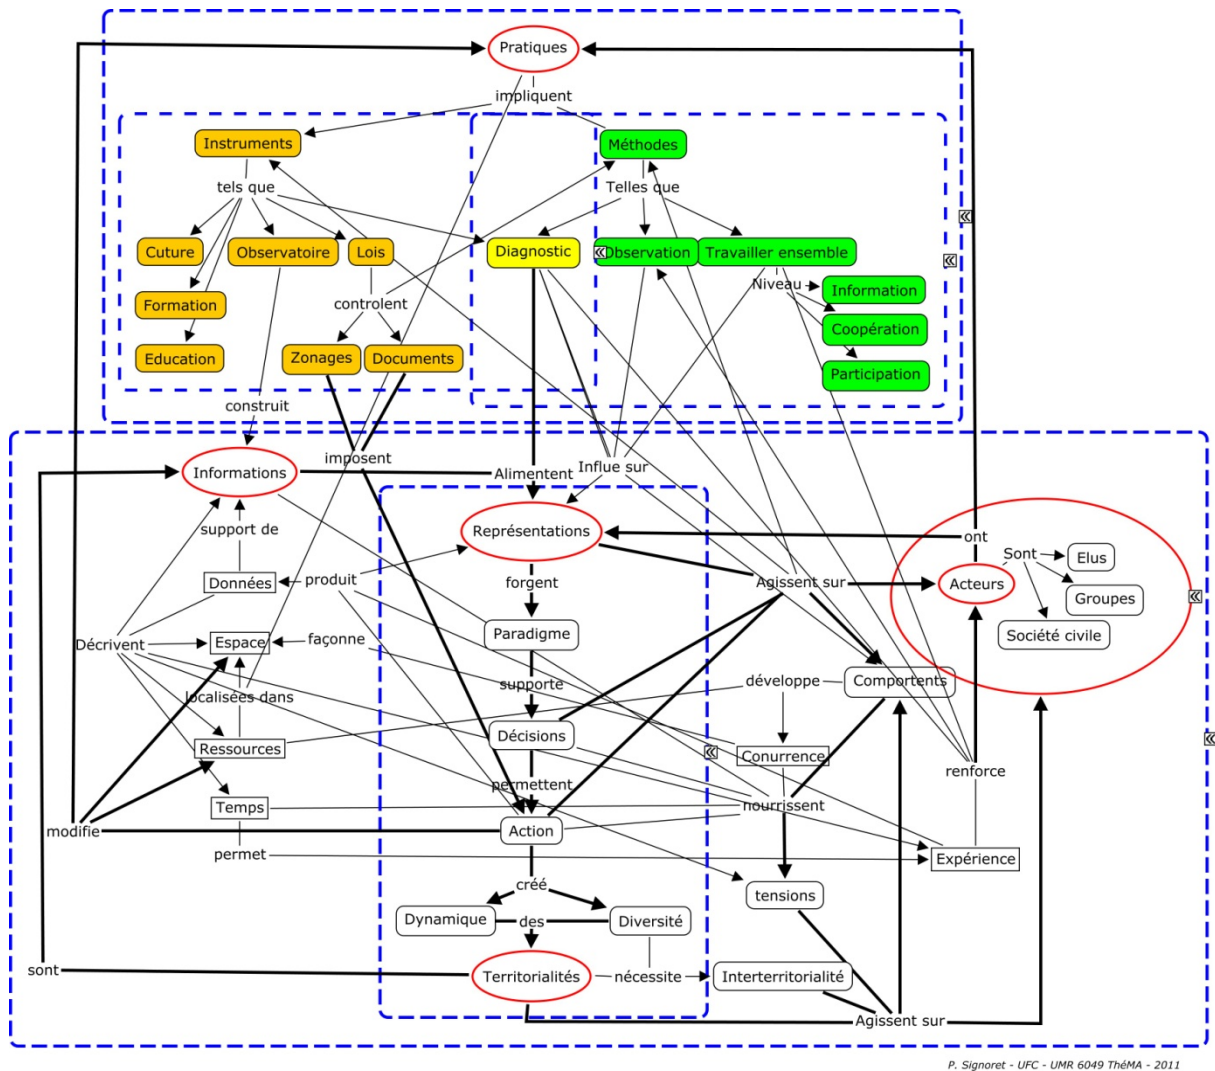 Pratiques
impliquent
Instruments
Méthodes
tels que
Telles que
Cuture
Observatoire
Lois
Diagnostic
Observation
Travailler ensemble
Niveau
Information
Formation
controlent
Coopération
Education
Zonages
Documents
Participation
construit
imposent
Informations
Alimentent
Influe sur
support de
Représentations
ont
Sont
Elus
Données
produit
forgent
Agissent sur
Acteurs
Groupes
Décrivent
Espace
façonne
Paradigme
Société civile
localisées dans
supporte
développe
Comportents
Ressources
Décisions
Conurrence
renforce
permettent
Temps
nourrissent
modifie
Action
permet
Expérience
créé
tensions
Dynamique
des
Diversité
sont
Territorialités
nécessite
Interterritorialité
Agissent sur
P. Signoret - UFC - UMR 6049 ThéMA - 2011